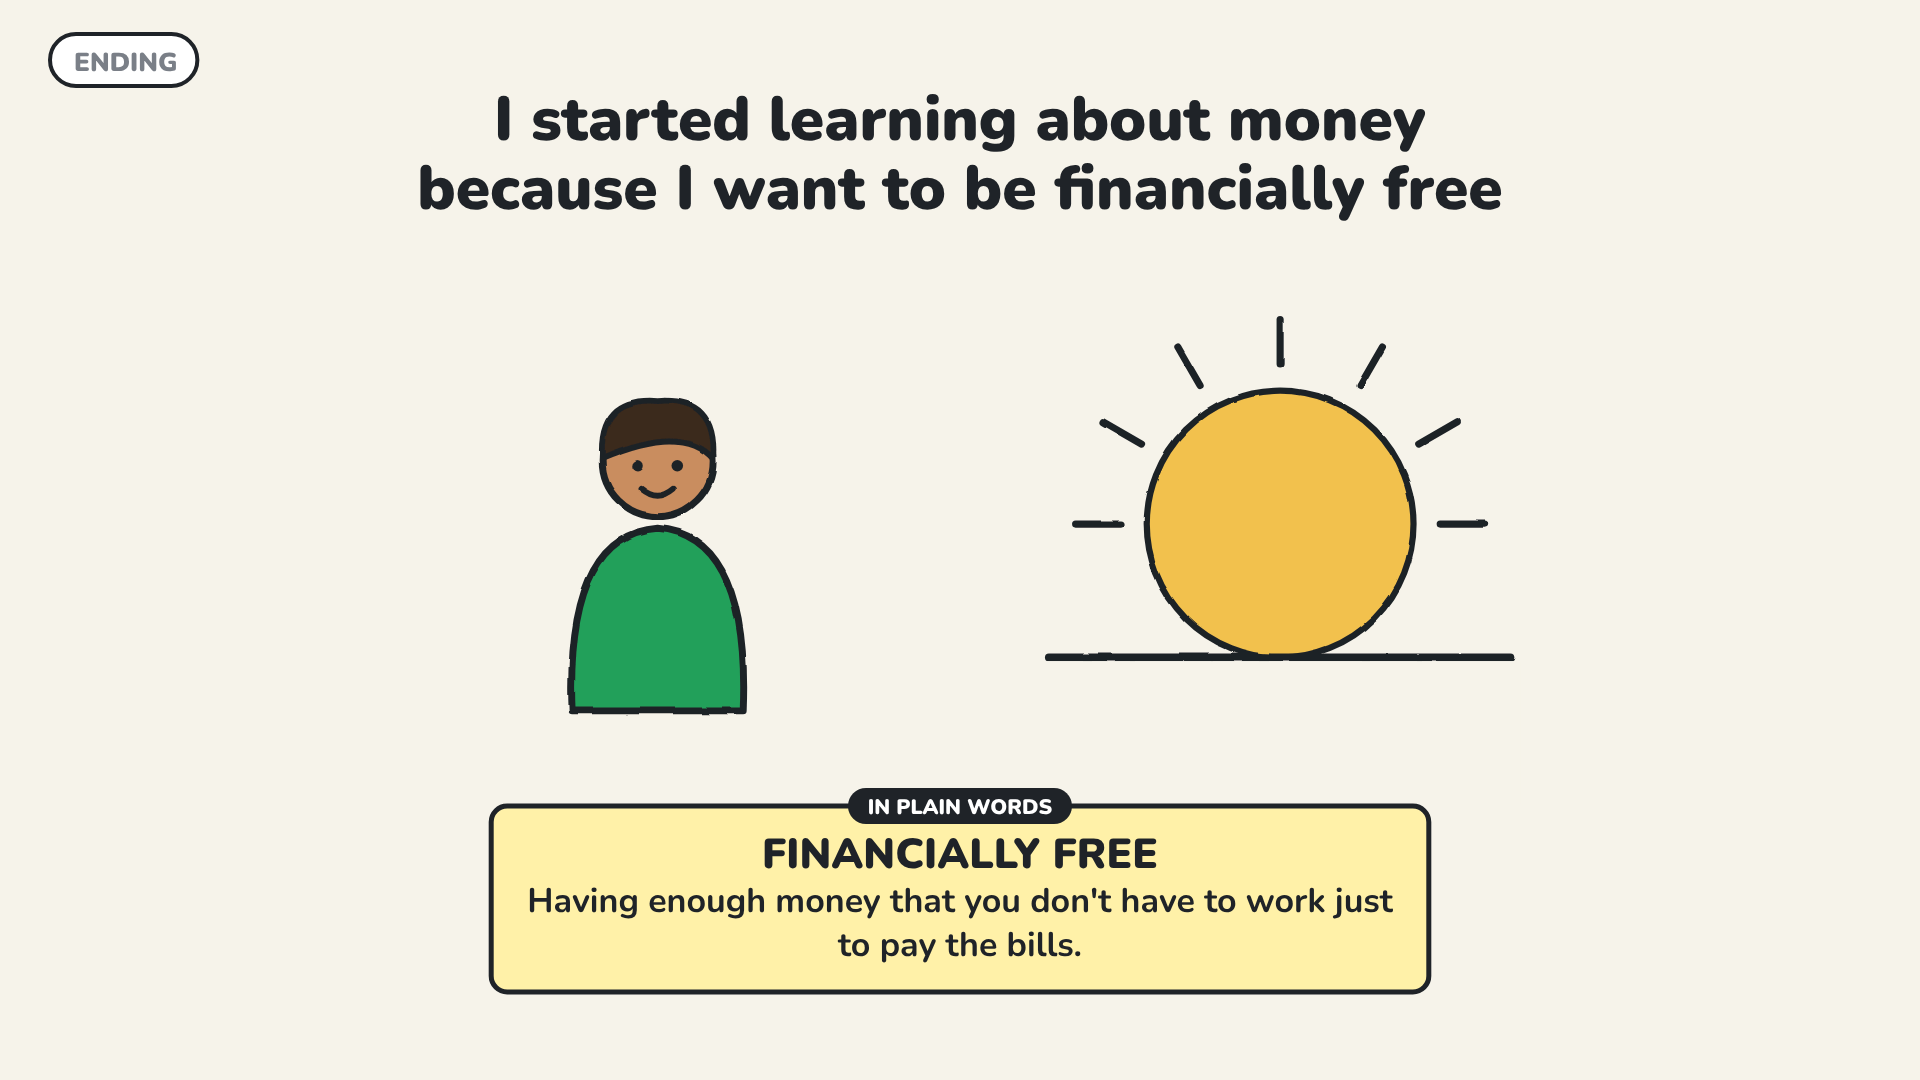 ENDING
I started learning about money
because I want to be financially free
IN PLAIN WORDS
FINANCIALLY FREE
Having enough money that you don't have to work just
to pay the bills.